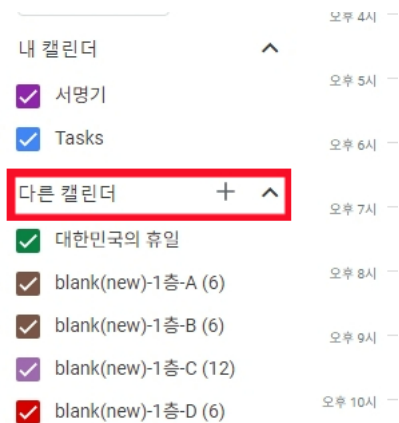 오후 4시
내 캘린더
오후 5시
서명기
Tasks
오후 6시
다른 캘린더
오후 7시
대한민국의 휴일
오후 8시
blank(new)-1층-A (6)
blank(new)-1층-B (6)
오후 9시
blank(new)-1층-C (12)
오후 10시
blank(new)-1층-D (6)